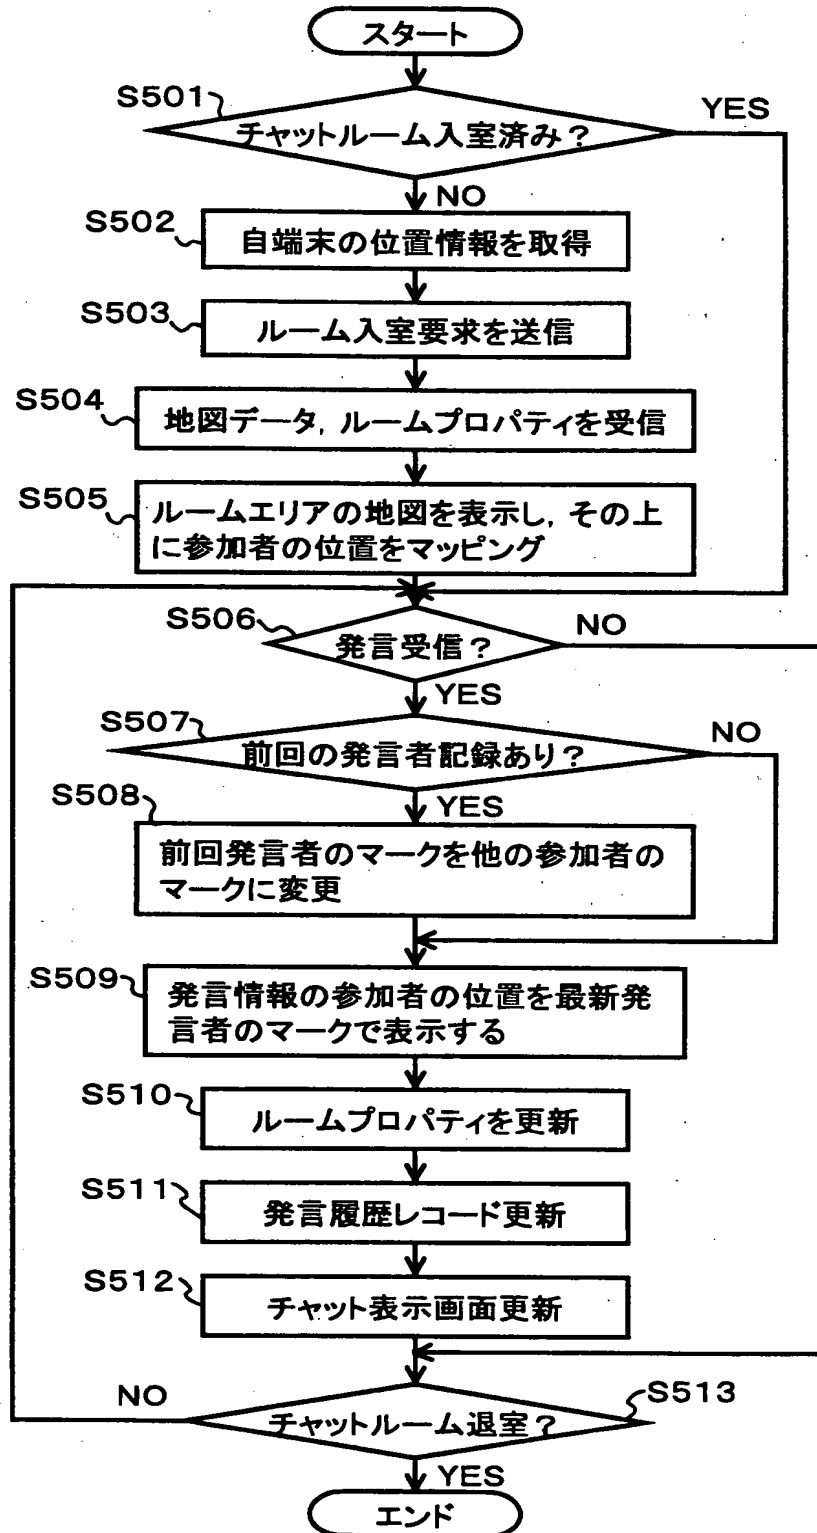 スタート
S501
チャットルーム入室済み?
YES
NO
S502
自端末の位置情報を取得
S503
ルーム入室要求を送信
S504
地図データ, ルームプロパティを受信
S505
ルームエリアの地図を表示し, その上
に参加者の位置をマッピング
S506
発言受信?
NO
YES
S507
前回の発言者記録あり?
NO
YES
S508
前回発言者のマークを他の参加者の
マークに変更
S509
発言情報の参加者の位置を最新発
言者のマークで表示する
S510
ルームプロパティを更新
S511
発言履歴レコード更新
S512
チャット表示画面更新
NO
S513
チャットルーム退室?
YES
エンド